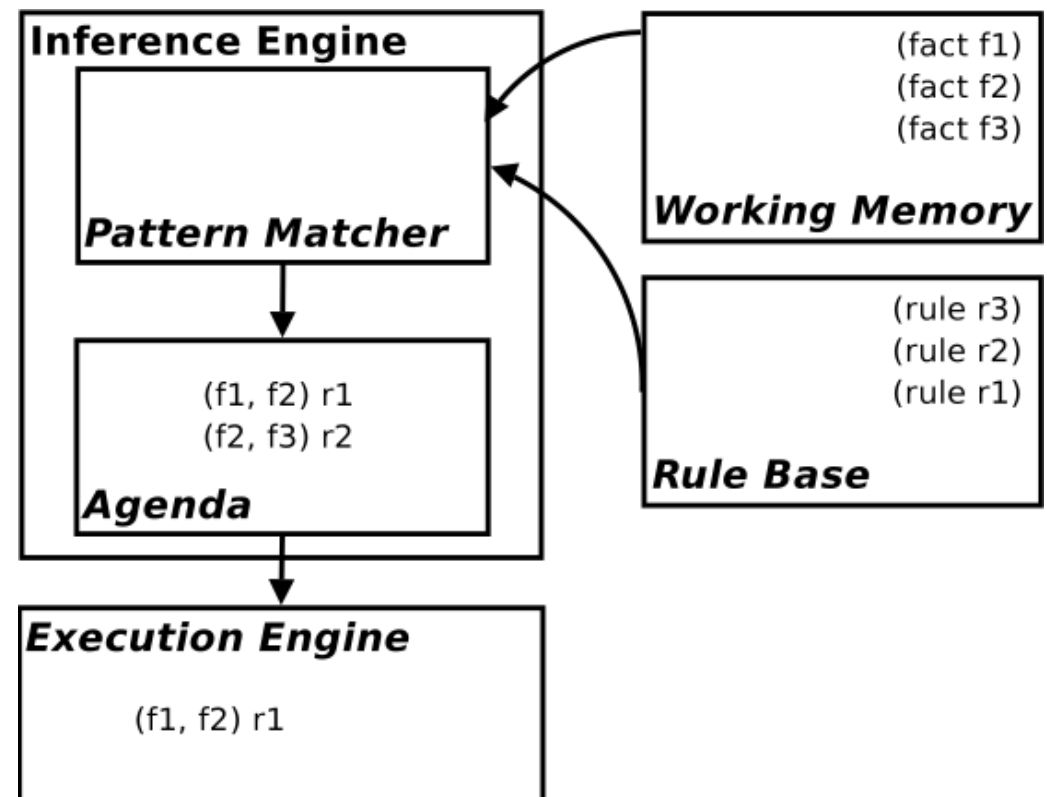 Inference Engine
Pattern Matcher
(f1, f2) r1
(f2, f3) r2
Agenda
Execution Engine
(f1, f2) r1
(fact f1)
(fact f2)
(fact f3)
Working Memory
(rule r3)
(rule r2)
(rule r1)
Rule Base